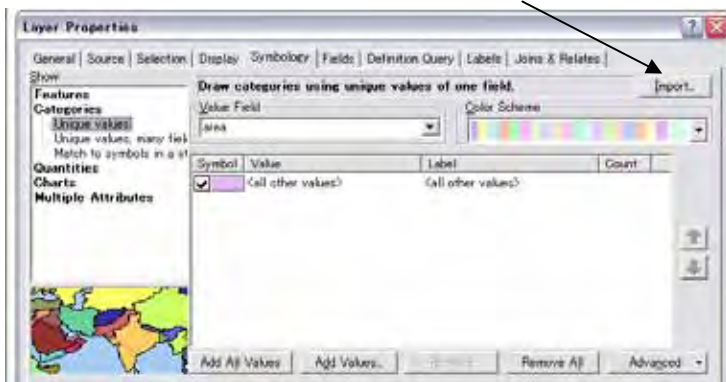 Layer Properties
General Source Selection Display Symbology Fields Definition Query Labels Joins & Relates
Show
Features
Categories
Unique values
Unique values, many fiel
Match to symbols in a st
Quantities
Charts
Multiple Attributes
Draw categories using unique values of one field.
Import...
Value Field
Color Scheme
area
Symbol Value Label Count
<all other values> <all other values>
Add All Values Add Values... Remove All Advanced